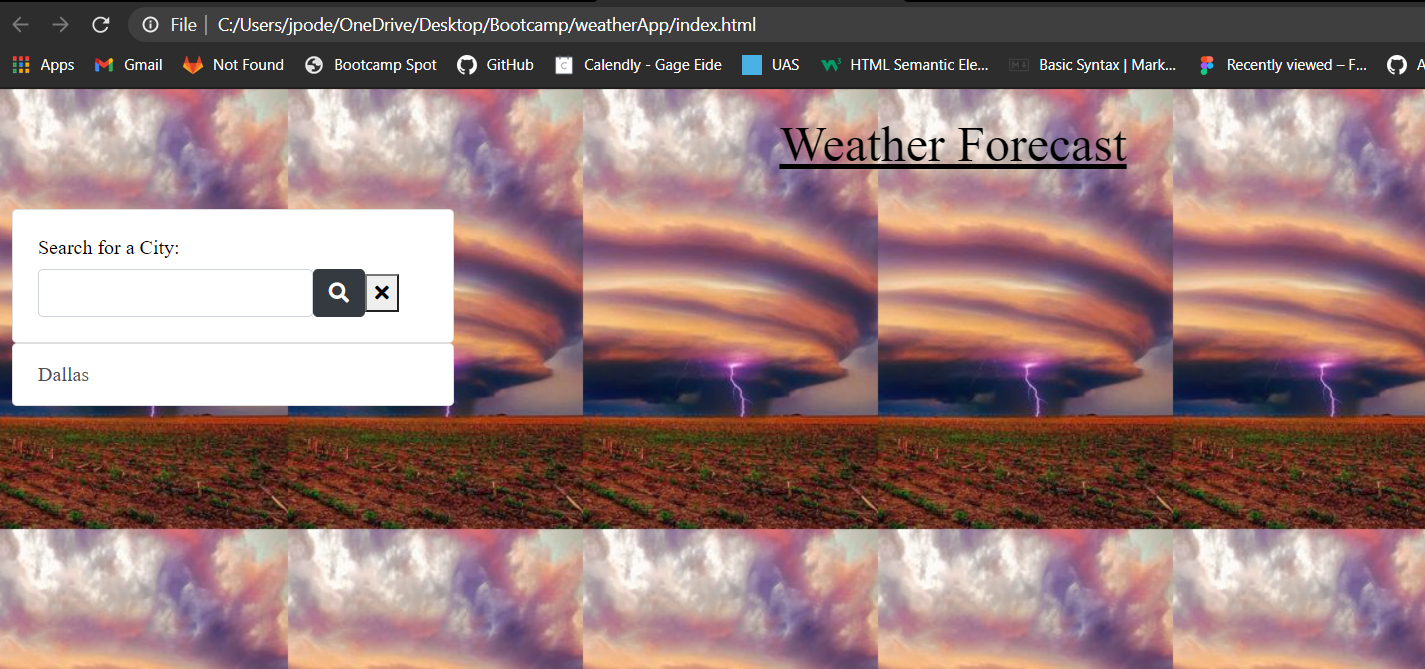 File C:/Users/jpode/OneDrive/Desktop/Bootcamp/weatherApp/index.html
Apps Gmail Not Found Bootcamp Spot GitHub Calendly - Gage Eide UAS HTML Semantic Ele... Basic Syntax | Mark... Recently viewed – F... A
Weather Forecast
Search for a City:
Dallas